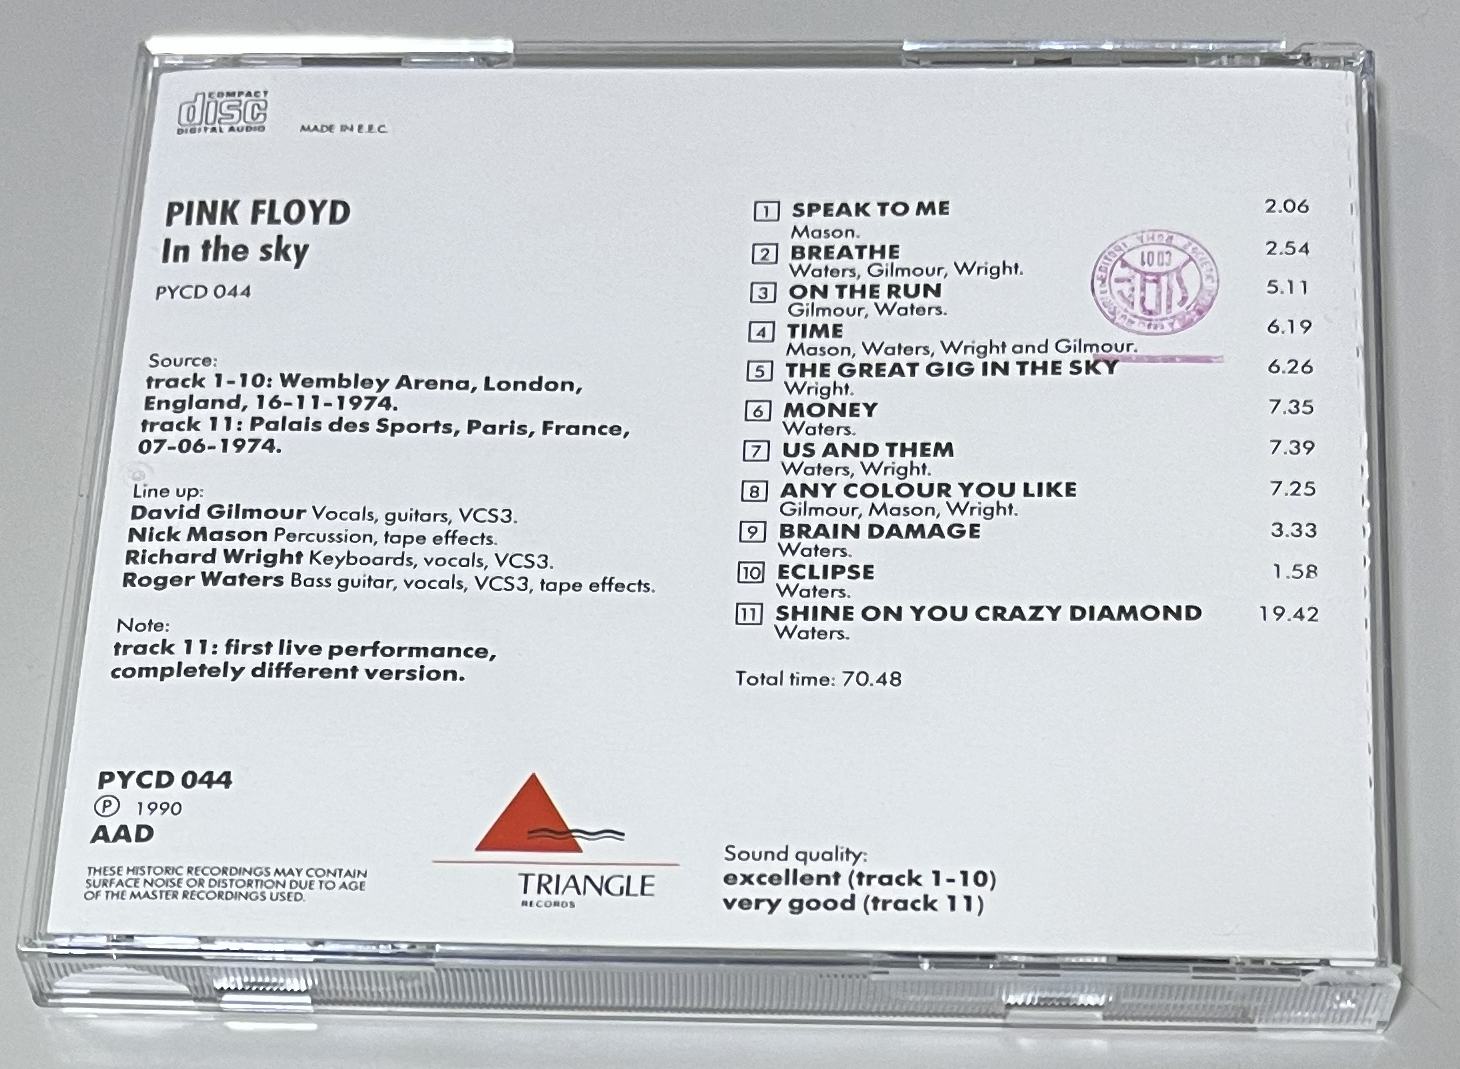 COMPACT
disc
DIGITAL AUDIO
MADE IN E.E.C.
PINK FLOYD
In the sky
PYCD 044
Source:
track 1-10: Wembley Arena, London,
England, 16-11-1974.
track 11: Palais des Sports, Paris, France,
07-06-1974.
Line up:
David Gilmour Vocals, guitars, VCS3.
Nick Mason Percussion, tape effects.
Richard Wright Keyboards, vocals, VCS3.
Roger Waters Bass guitar, vocals, VCS3, tape effects.
Note:
track 11: first live performance,
completely different version.
PYCD 044
Ⓟ 1990
AAD
THESE HISTORIC RECORDINGS MAY CONTAIN
SURFACE NOISE OR DISTORTION DUE TO AGE
OF THE MASTER RECORDINGS USED.
TRIANGLE
RECORDS
1 SPEAK TO ME 2.06
Mason.
2 BREATHE 2.54
Waters, Gilmour, Wright.
3 ON THE RUN 5.11
Gilmour, Waters.
4 TIME 6.19
Mason, Waters, Wright and Gilmour.
5 THE GREAT GIG IN THE SKY 6.26
Wright.
6 MONEY 7.35
Waters.
7 US AND THEM 7.39
Waters, Wright.
8 ANY COLOUR YOU LIKE 7.25
Gilmour, Mason, Wright.
9 BRAIN DAMAGE 3.33
Waters.
10 ECLIPSE 1.58
Waters.
11 SHINE ON YOU CRAZY DIAMOND 19.42
Waters.
Total time: 70.48
Sound quality:
excellent (track 1-10)
very good (track 11)
SIAE
ROMA